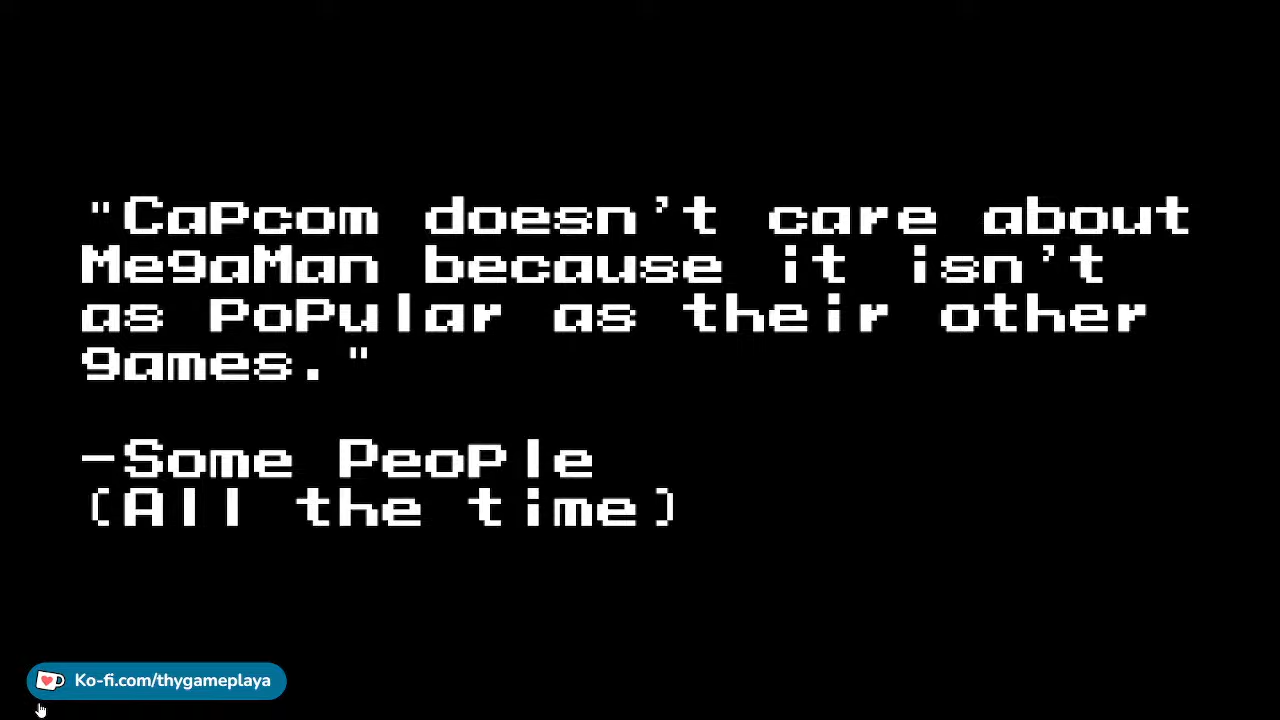 "Capcom doesn't care about
MegaMan because it isn't
as popular as their other
games."
-Some People
(All the time)
Ko-fi.com/thygameplaya